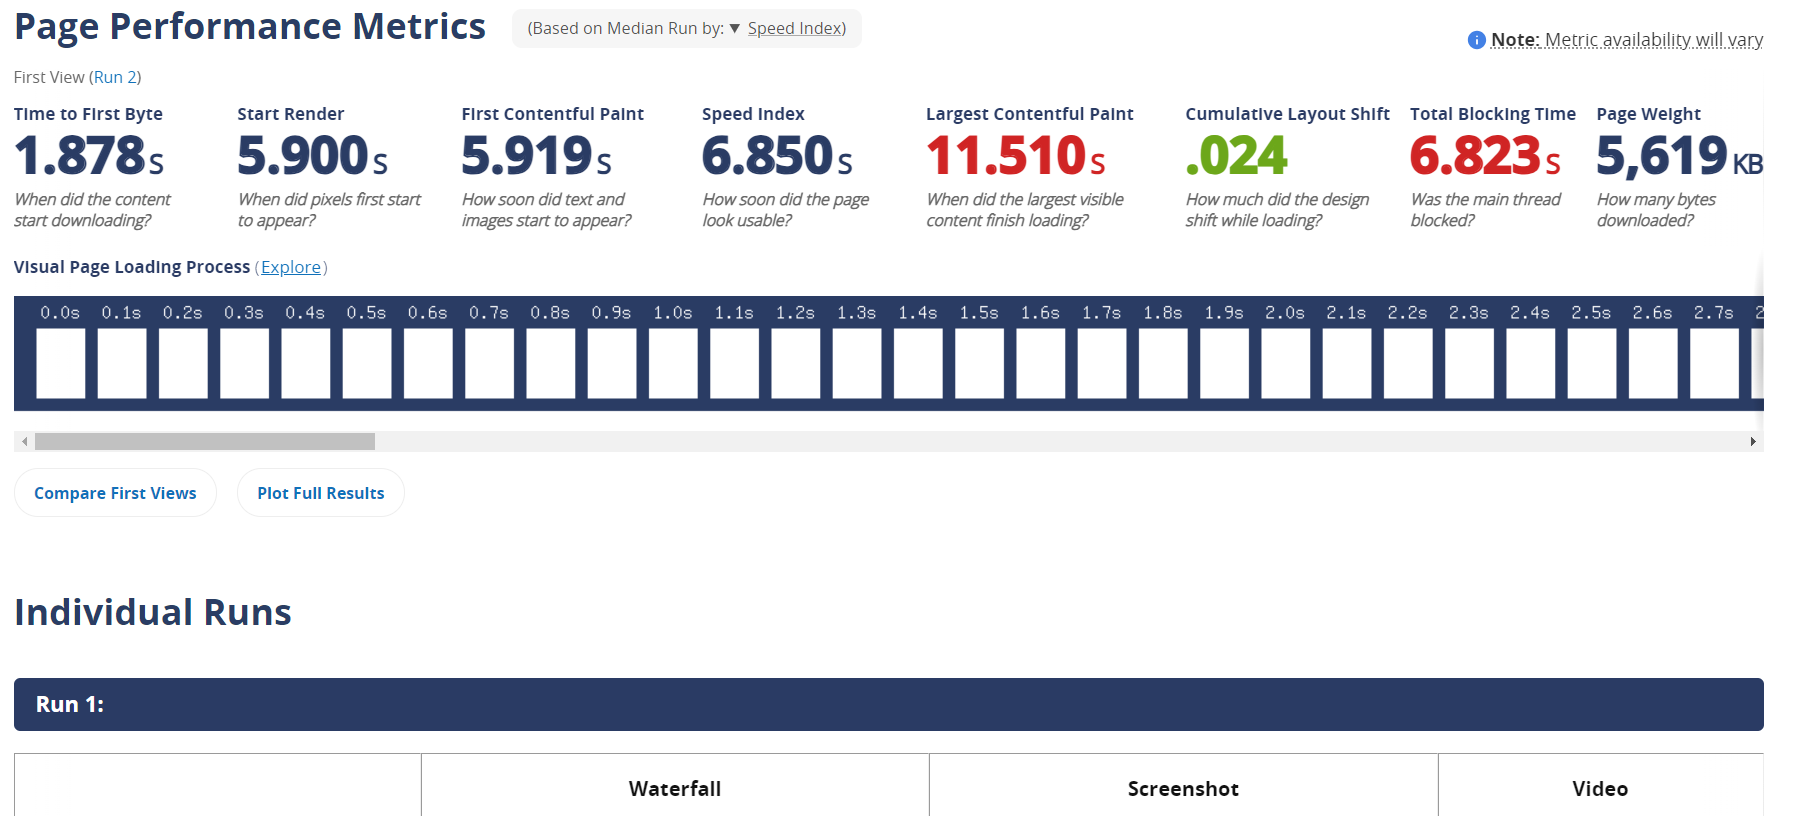 Page Performance Metrics (Based on Median Run by: ▼ Speed Index)
Note: Metric availability will vary
First View (Run 2)
Time to First Byte
1.878 S
When did the content
start downloading?
Start Render
5.900 S
When did pixels first start
to appear?
First Contentful Paint
5.919 S
How soon did text and
images start to appear?
Speed Index
6.850 S
How soon did the page
look usable?
Largest Contentful Paint
11.510 S
When did the largest visible
content finish loading?
Cumulative Layout Shift
.024
How much did the design
shift while loading?
Total Blocking Time
6.823 S
Was the main thread
blocked?
Page Weight
5,619 KB
How many bytes
downloaded?
Visual Page Loading Process (Explore)
0.0s 0.1s 0.2s 0.3s 0.4s 0.5s 0.6s 0.7s 0.8s 0.9s 1.0s 1.1s 1.2s 1.3s 1.4s 1.5s 1.6s 1.7s 1.8s 1.9s 2.0s 2.1s 2.2s 2.3s 2.4s 2.5s 2.6s 2.7s
Compare First Views Plot Full Results
Individual Runs
Run 1:
Waterfall Screenshot Video